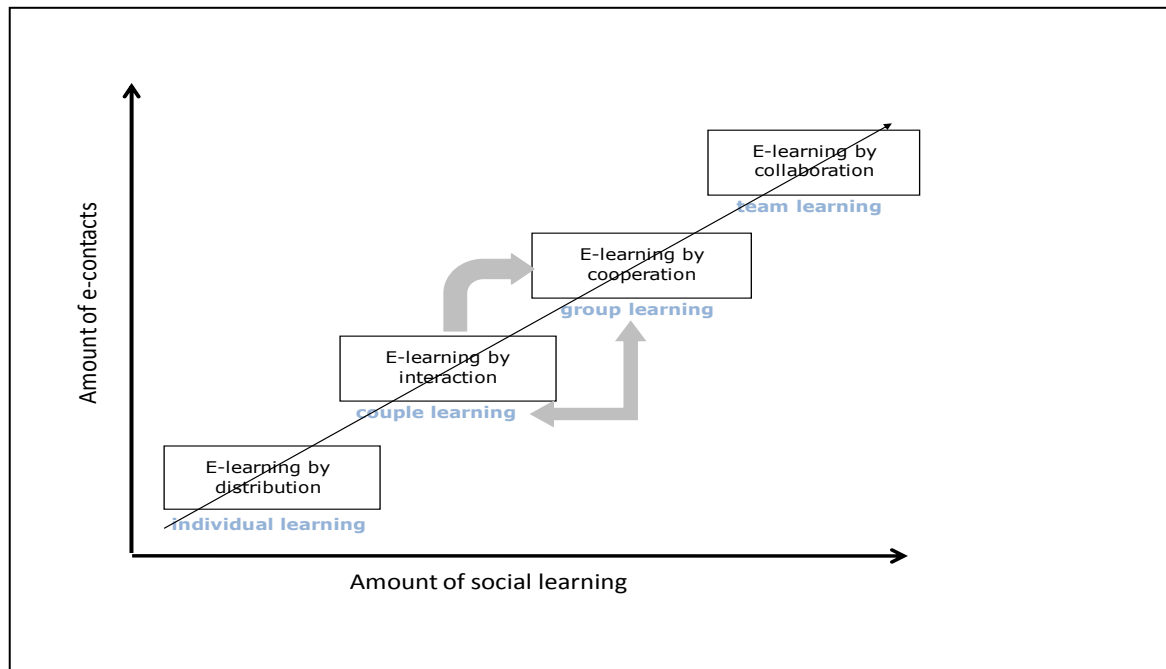 Amount of e-contacts
E-learning by
collaboration
team learning
E-learning by
cooperation
group learning
E-learning by
interaction
couple learning
E-learning by
distribution
individual learning
Amount of social learning